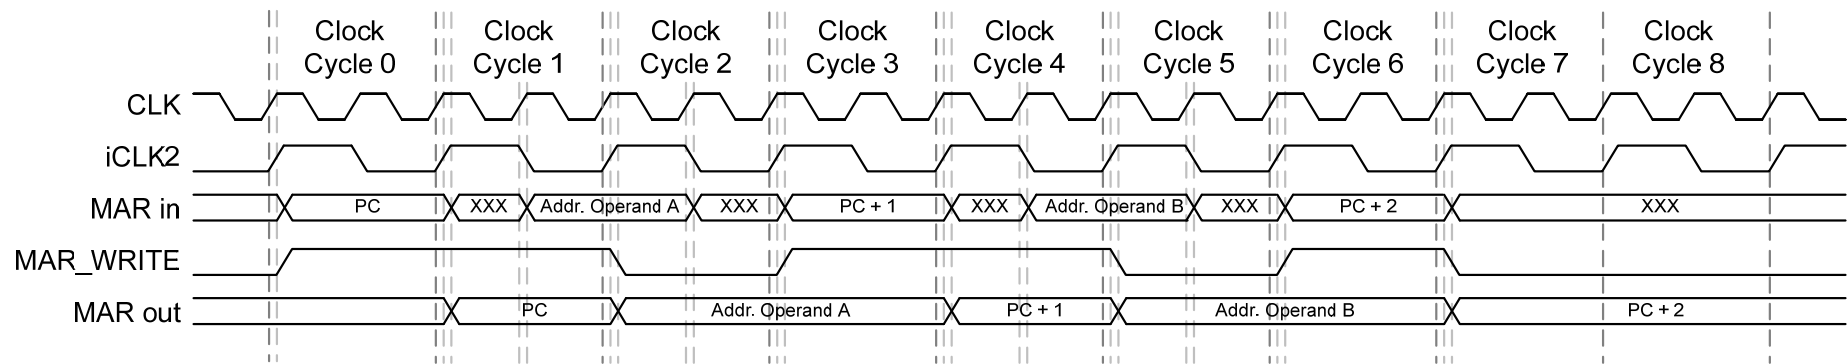 Clock Clock Clock Clock Clock Clock Clock Clock Clock
Cycle 0 Cycle 1 Cycle 2 Cycle 3 Cycle 4 Cycle 5 Cycle 6 Cycle 7 Cycle 8
CLK
iCLK2
MAR in PC XXX Addr. Operand A XXX PC + 1 XXX Addr. Operand B XXX PC + 2 XXX
MAR_WRITE
MAR out PC Addr. Operand A PC + 1 Addr. Operand B PC + 2